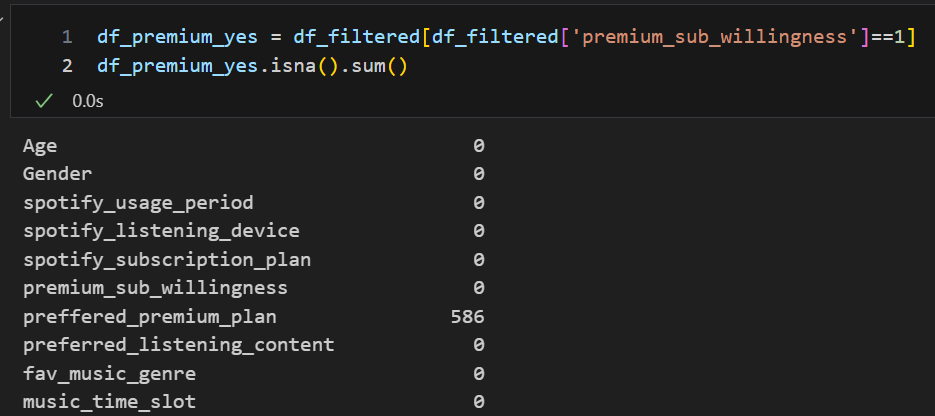 1 df_premium_yes = df_filtered[df_filtered['premium_sub_willingness']==1]
2 df_premium_yes.isna().sum()
0.0s
Age 0
Gender 0
spotify_usage_period 0
spotify_listening_device 0
spotify_subscription_plan 0
premium_sub_willingness 0
preffered_premium_plan 586
preferred_listening_content 0
fav_music_genre 0
music_time_slot 0